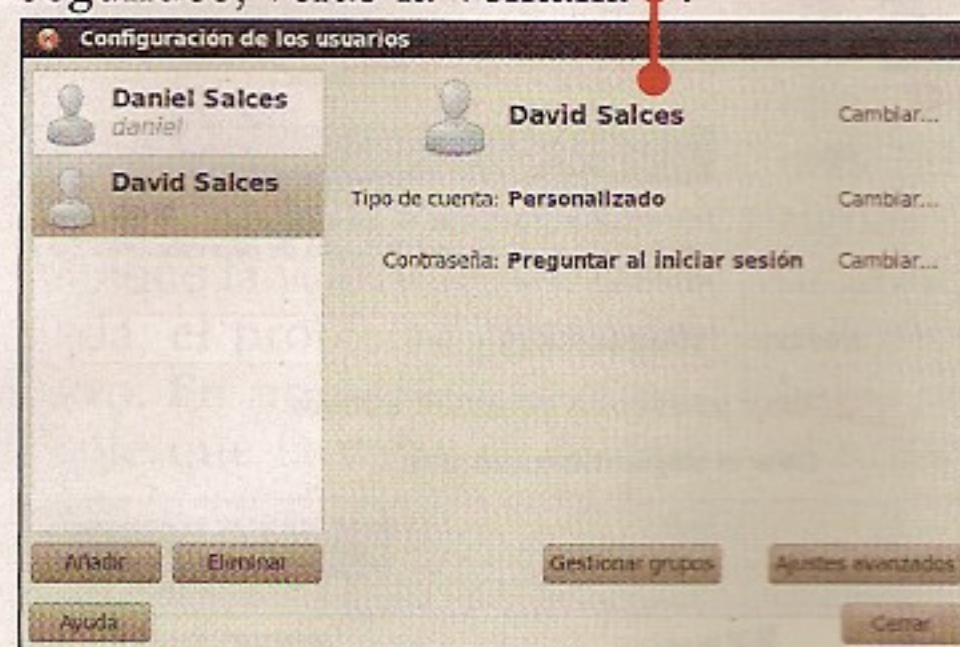 Configuración de los usuarios
Daniel Salces
daniel
David Salces
David Salces Cambiar...
Tipo de cuenta: Personalizado Cambiar...
Contraseña: Preguntar al iniciar sesión Cambiar...
Añadir Eliminar
Gestionar grupos Ajustes avanzados
Ayuda Cerrar